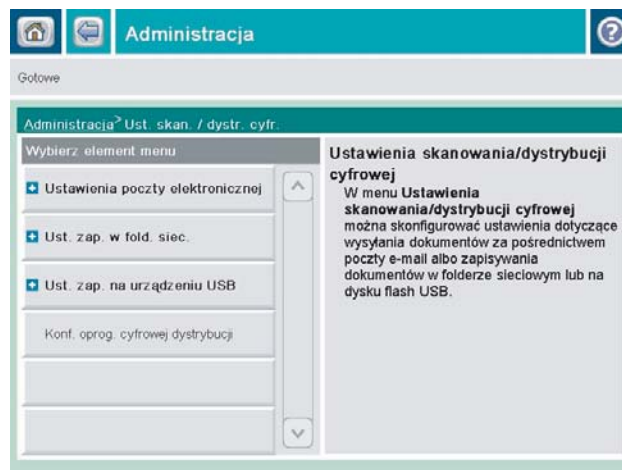 Administracja
Gotowe
Administracja> Ust. skan. / dystr. cyfr.
Wybierz element menu
Ustawienia poczty elektronicznej
Ust. zap. w fold. siec.
Ust. zap. na urządzeniu USB
Konf. oprog. cyfrowej dystrybucji
Ustawienia skanowania/dystrybucji
cyfrowej
W menu Ustawienia
skanowania/dystrybucji cyfrowej
można skonfigurować ustawienia dotyczące
wysyłania dokumentów za pośrednictwem
poczty e-mail albo zapisywania
dokumentów w folderze sieciowym lub na
dysku flash USB.